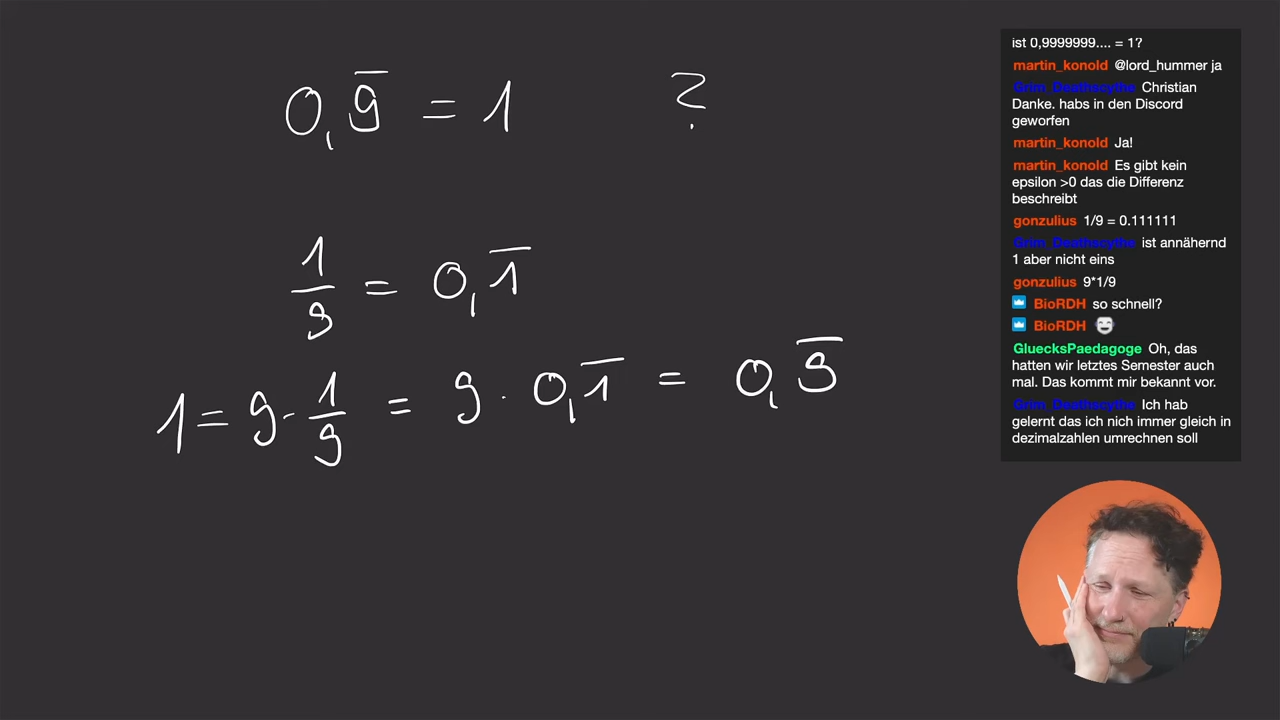 0,9̅ = 1 ?
1/9 = 0,1̅
1 = 9 · 1/9 = 9 · 0,1̅ = 0,9̅
ist 0,9999999.... = 1?
martin_konold @lord_hummer ja
Grim_Deathscythe Christian
Danke. habs in den Discord
geworfen
martin_konold Ja!
martin_konold Es gibt kein
epsilon >0 das die Differenz
beschreibt
gonzulius 1/9 = 0.111111
Grim_Deathscythe ist annähernd
1 aber nicht eins
gonzulius 9*1/9
BioRDH so schnell?
BioRDH
GluecksPaedagoge Oh, das
hatten wir letztes Semester auch
mal. Das kommt mir bekannt vor.
Grim_Deathscythe Ich hab
gelernt das ich nich immer gleich in
dezimalzahlen umrechnen soll